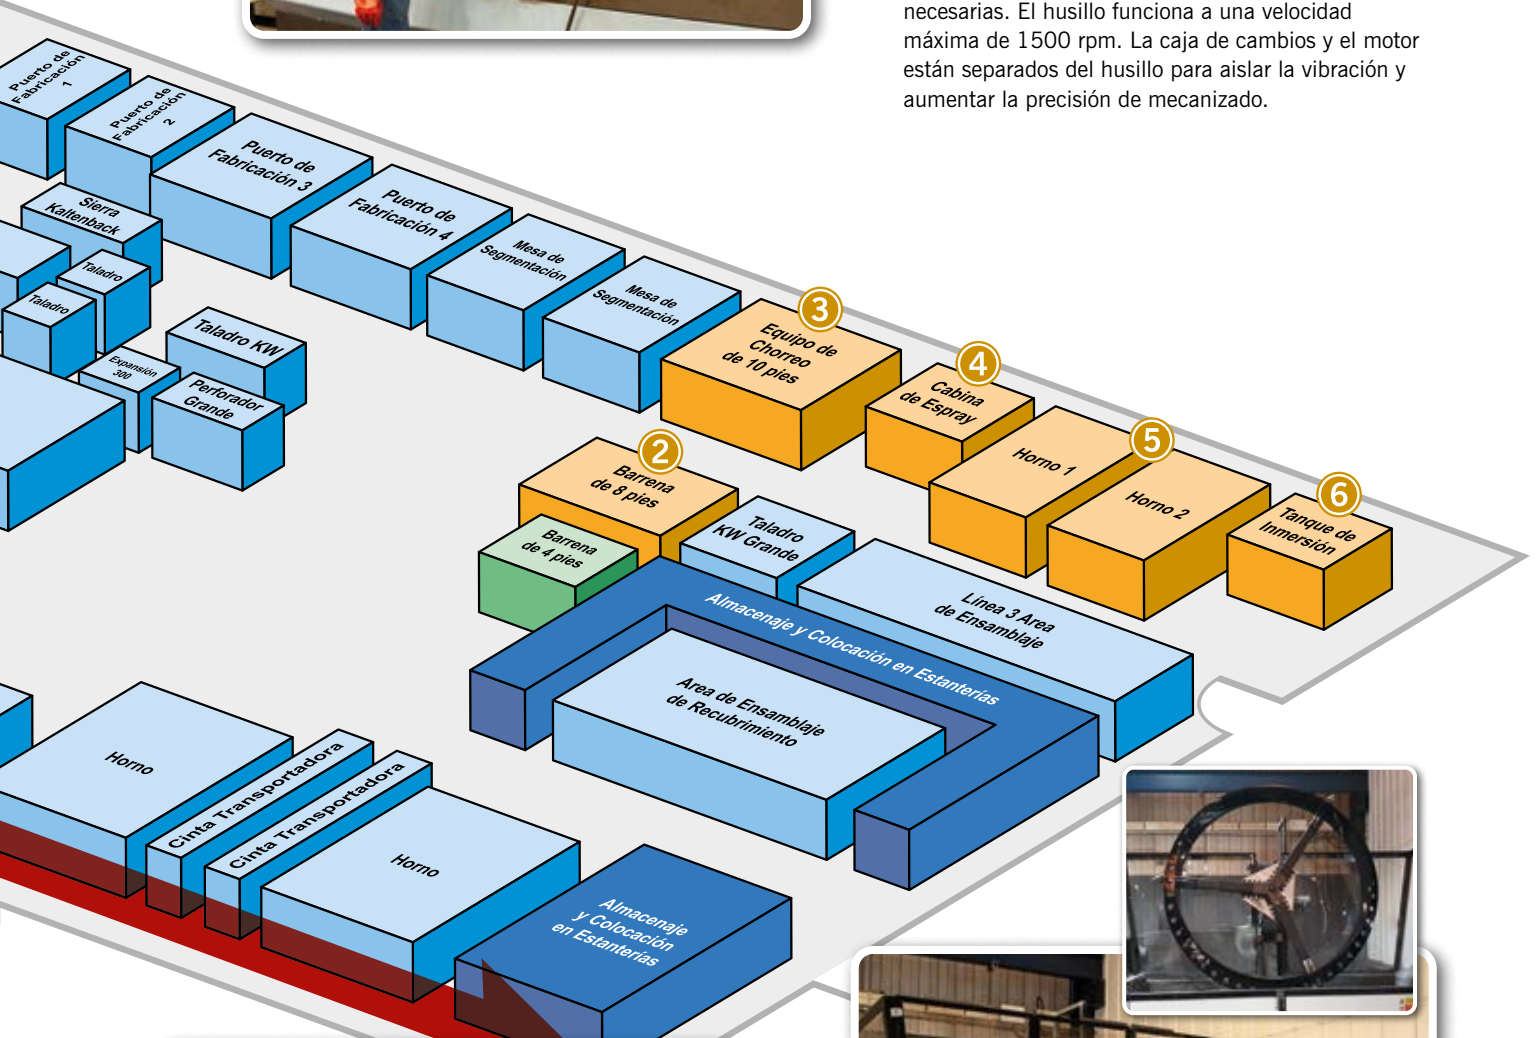 necesarias. El husillo funciona a una velocidad
máxima de 1500 rpm. La caja de cambios y el motor
están separados del husillo para aislar la vibración y
aumentar la precisión de mecanizado.
Puerto de
Fabricación
1
Puerto de
Fabricación
2
Puerto de
Fabricación 3
Puerto de
Fabricación 4
Mesa de
Segmentación
Mesa de
Segmentación
3
Equipo de
Chorreo
de 10 pies
4
Cabina
de Espray
Horno 1
5
Horno 2
6
Tanque de
Inmersión
Sierra
Kaltenback
Taladro
Taladro
Taladro KW
Expansión
300
Perforador
Grande
2
Barrena
de 8 pies
Barrena
de 4 pies
Taladro
KW Grande
Línea 3 Area
de Ensamblaje
Almacenaje y Colocación en Estanterías
Area de Ensamblaje
de Recubrimiento
Horno
Cinta Transportadora
Cinta Transportadora
Horno
Almacenaje
y Colocación
en Estanterías